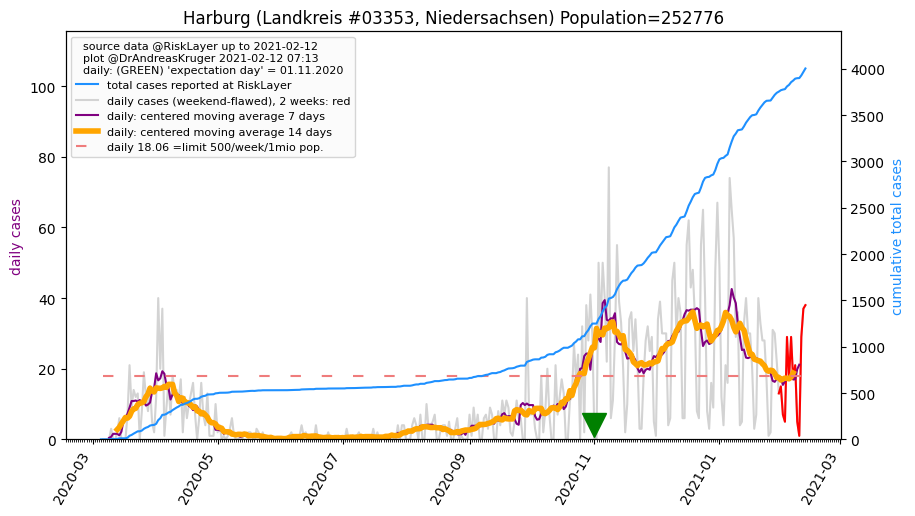 Harburg (Landkreis #03353, Niedersachsen) Population=252776
source data @RiskLayer up to 2021-02-12
plot @DrAndreasKruger 2021-02-12 07:13
daily: (GREEN) 'expectation day' = 01.11.2020
total cases reported at RiskLayer
daily cases (weekend-flawed), 2 weeks: red
daily: centered moving average 7 days
daily: centered moving average 14 days
daily 18.06 =limit 500/week/1mio pop.
daily cases
100
80
60
40
20
0
cumulative total cases
4000
3500
3000
2500
2000
1500
1000
500
0
2020-03
2020-05
2020-07
2020-09
2020-11
2021-01
2021-03